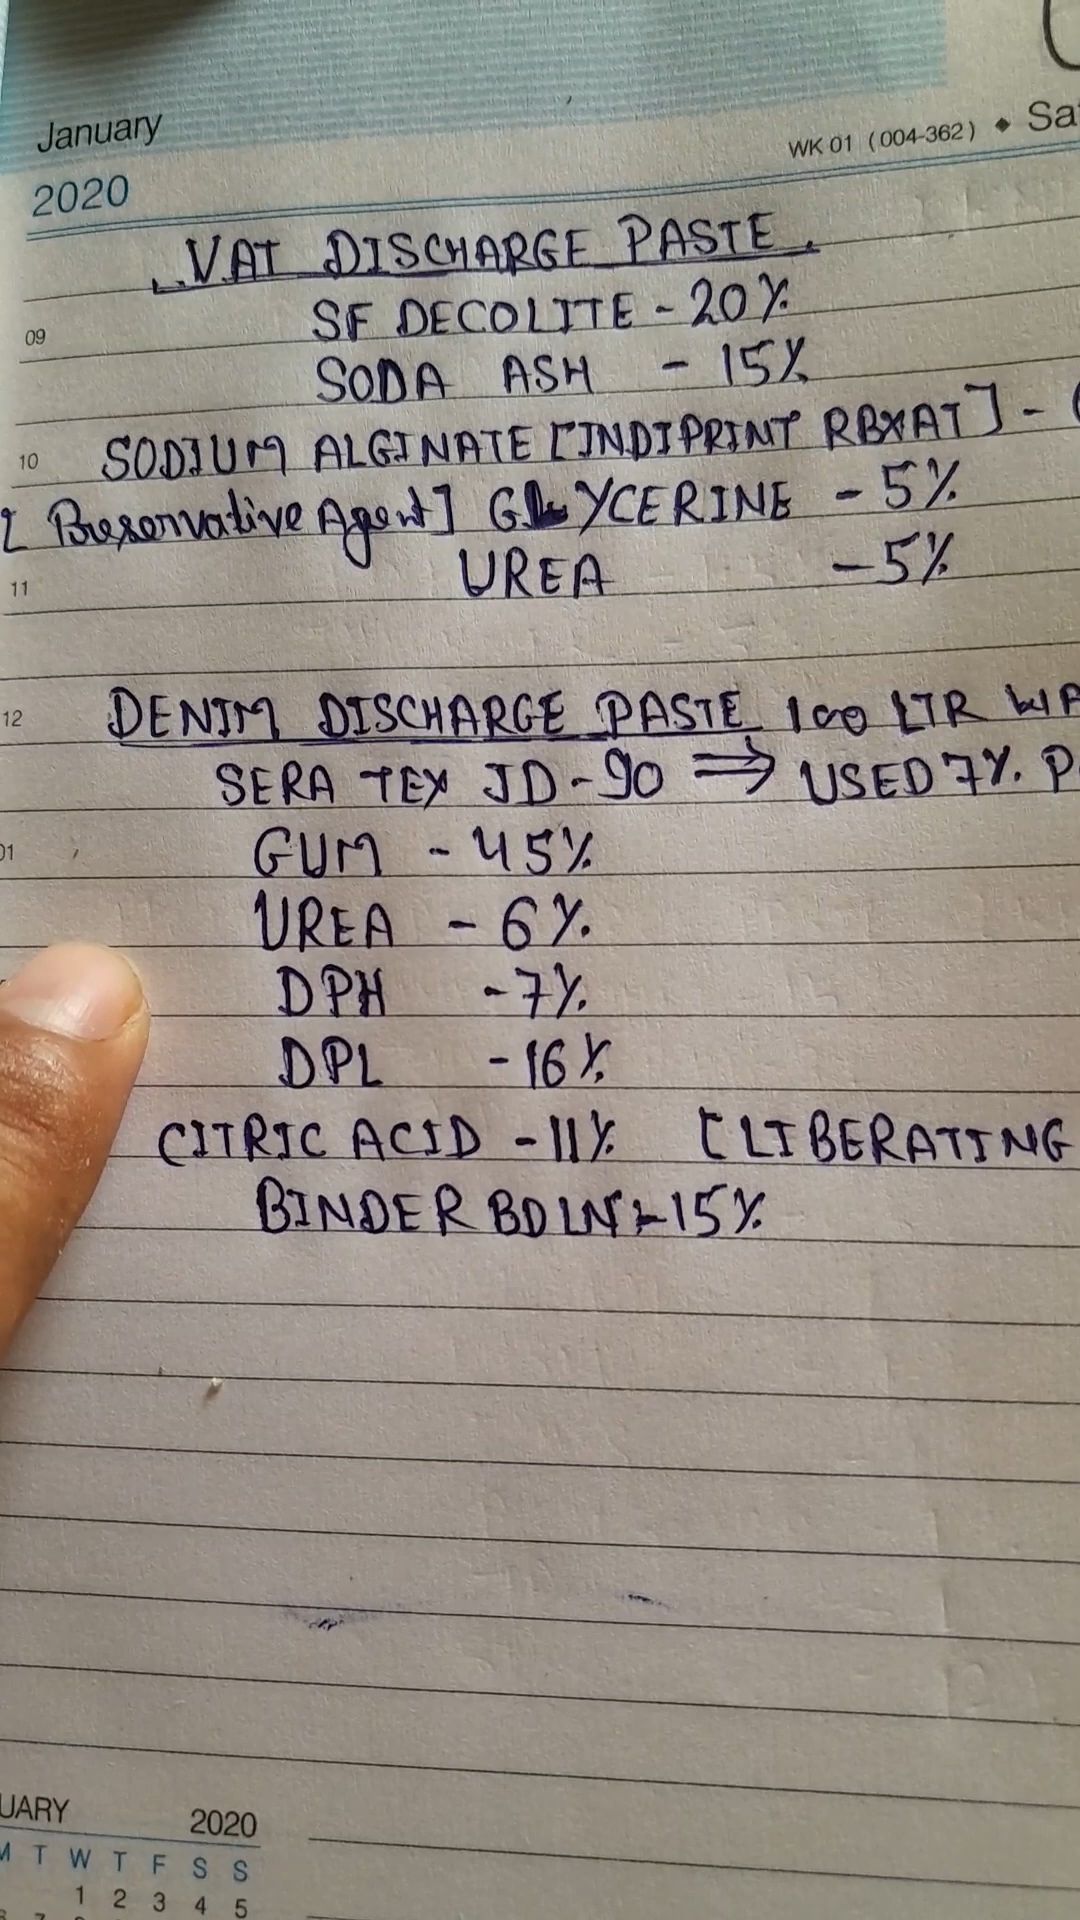 January
WK 01 (004-362) ◆ Sa
2020
VAT DISCHARGE PASTE.
SF DECOLITE - 20%
09
SODA ASH - 15%
10 SODIUM ALGINATE [INDIPRINT RBXAT] -
[Preservative Agent] GLYCERINE - 5%
11 UREA - 5%
12 DENIM DISCHARGE PASTE 100 LTR WA
SERA TEX JD-90 ⇒ USED 7% P
01 GUM - 45%
UREA - 6%.
DPH - 7%.
DPL - 16%
CITRIC ACID - 11% [LIBERATING
BINDER BDLN - 15%
UARY 2020
M T W T F S S
1 2 3 4 5